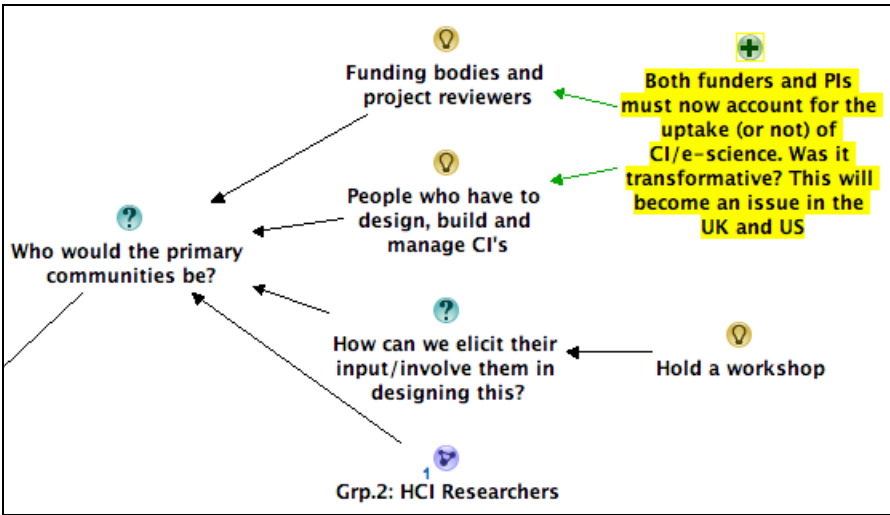 Funding bodies and
project reviewers
Both funders and PIs
must now account for the
uptake (or not) of
CI/e-science. Was it
transformative? This will
become an issue in the
UK and US
People who have to
design, build and
manage CI's
?
Who would the primary
communities be?
?
How can we elicit their
input/involve them in
designing this?
Hold a workshop
1
Grp.2: HCI Researchers